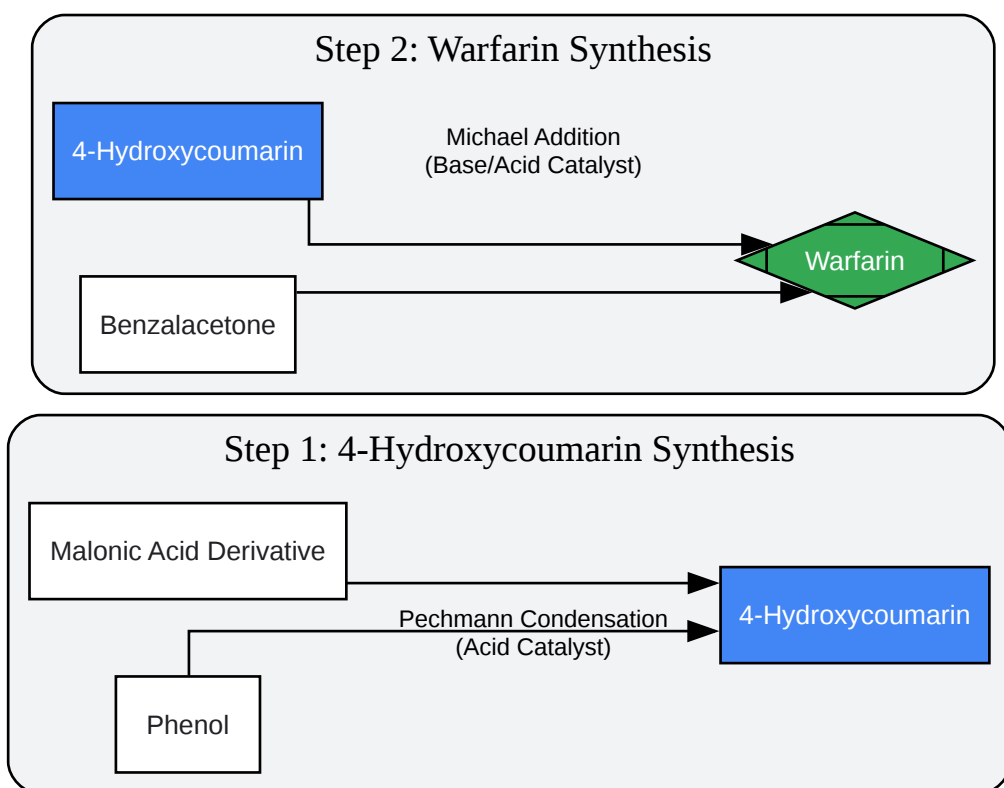 Step 2: Warfarin Synthesis
4-Hydroxycoumarin
Michael Addition
(Base/Acid Catalyst)
Warfarin
Benzalacetone
Step 1: 4-Hydroxycoumarin Synthesis
Malonic Acid Derivative
4-Hydroxycoumarin
Pechmann Condensation
(Acid Catalyst)
Phenol